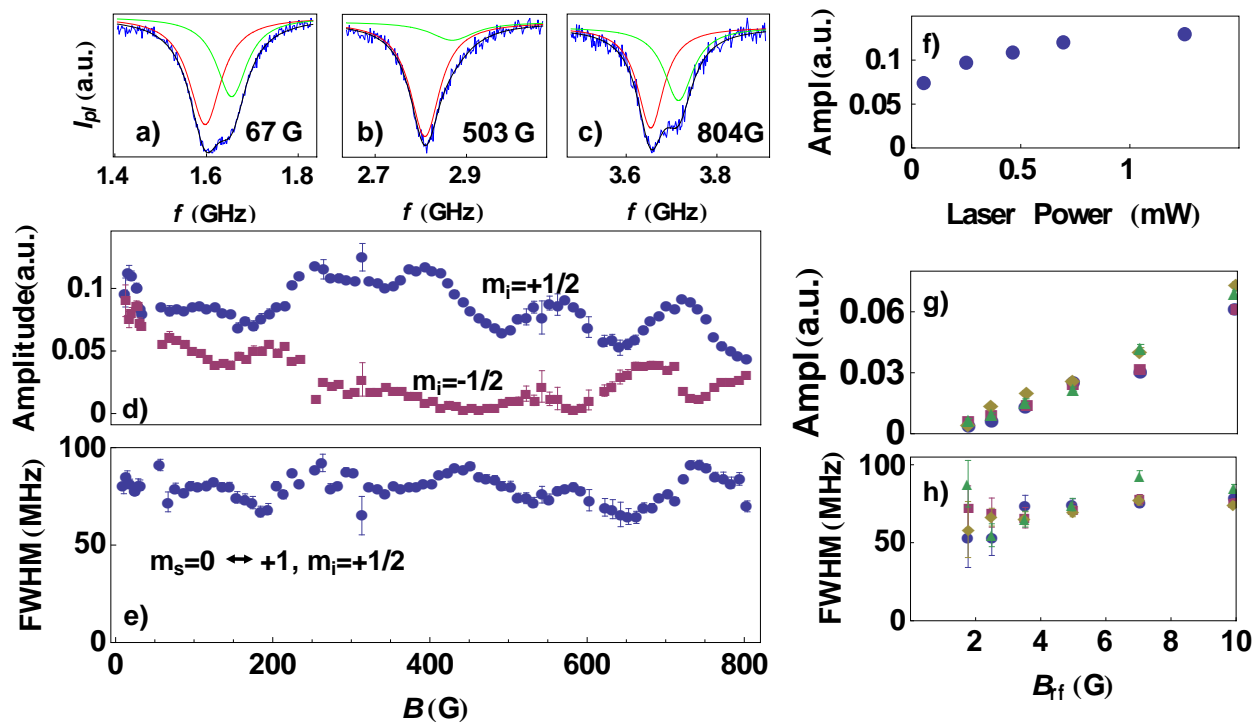 I_pl (a.u.)
a) 67 G
b) 503 G
c) 804G
1.4 1.6 1.8
2.7 2.9
3.6 3.8
f (GHz)
f (GHz)
f (GHz)
Amplitude(a.u.)
0.1
0.05
0
d)
m_i=+1/2
m_i=-1/2
FWHM (MHz)
100
50
0
e)
m_s=0 ↔ +1, m_i=+1/2
0 200 400 600 800
B (G)
f)
Ampl(a.u.)
0.1
0.05
0
0 0.5 1
Laser Power (mW)
g)
Ampl(a.u.)
0.06
0.03
0
h)
FWHM (MHz)
100
50
0
2 4 6 8 10
B_rf (G)